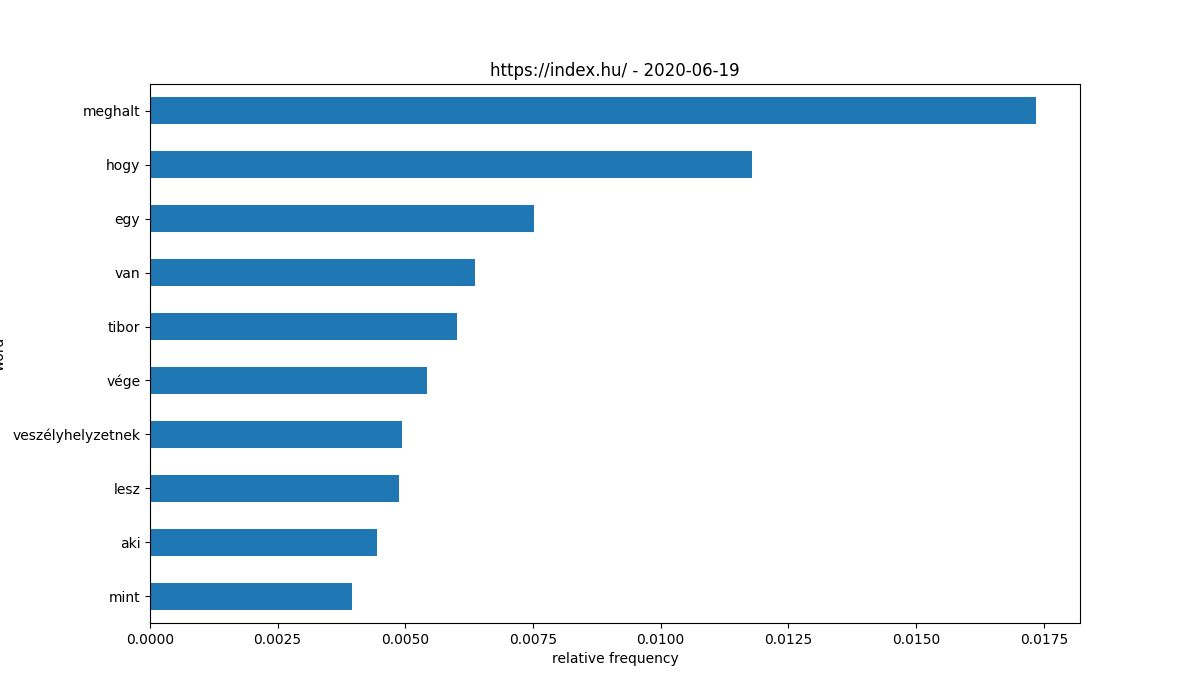 https://index.hu/ - 2020-06-19
meghalt
hogy
egy
van
tibor
vége
veszélyhelyzetnek
lesz
aki
mint
0.0000 0.0025 0.0050 0.0075 0.0100 0.0125 0.0150 0.0175
relative frequency